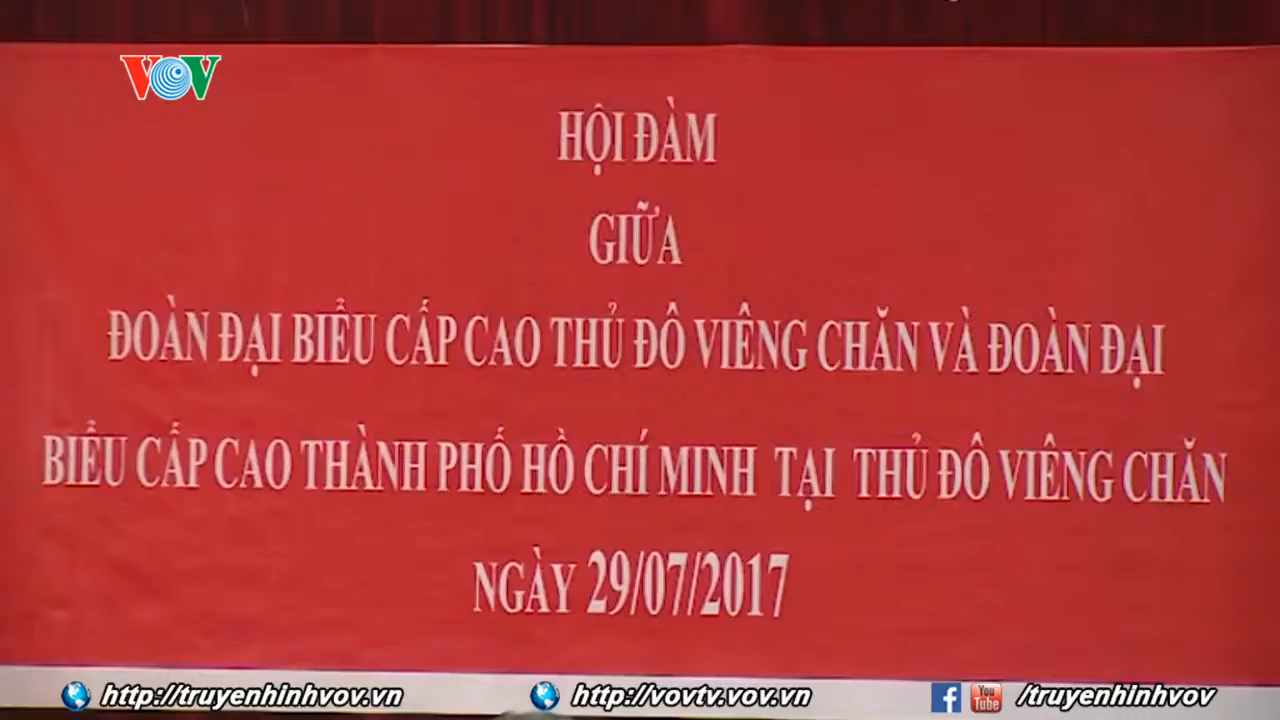 VOV
HỘI ĐÀM
GIỮA
ĐOÀN ĐẠI BIỂU CẤP CAO THỦ ĐÔ VIÊNG CHĂN VÀ ĐOÀN ĐẠI
BIỂU CẤP CAO THÀNH PHỐ HỒ CHÍ MINH TẠI THỦ ĐÔ VIÊNG CHĂN
NGÀY 29/07/2017
http://truyenhinhvov.vn http://vovtv.vov.vn f You Tube /truyenhinhvov